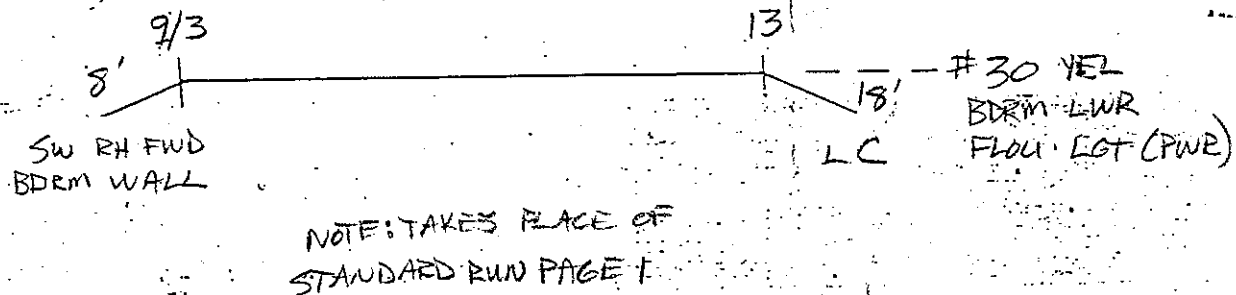 9/3
13
8'
18'
#30 YEL
BDRM LWR
FLOU. LGT (PWR)
SW RH FWD
BDRM WALL
LC
NOTE: TAKES PLACE OF
STANDARD RUN PAGE 1